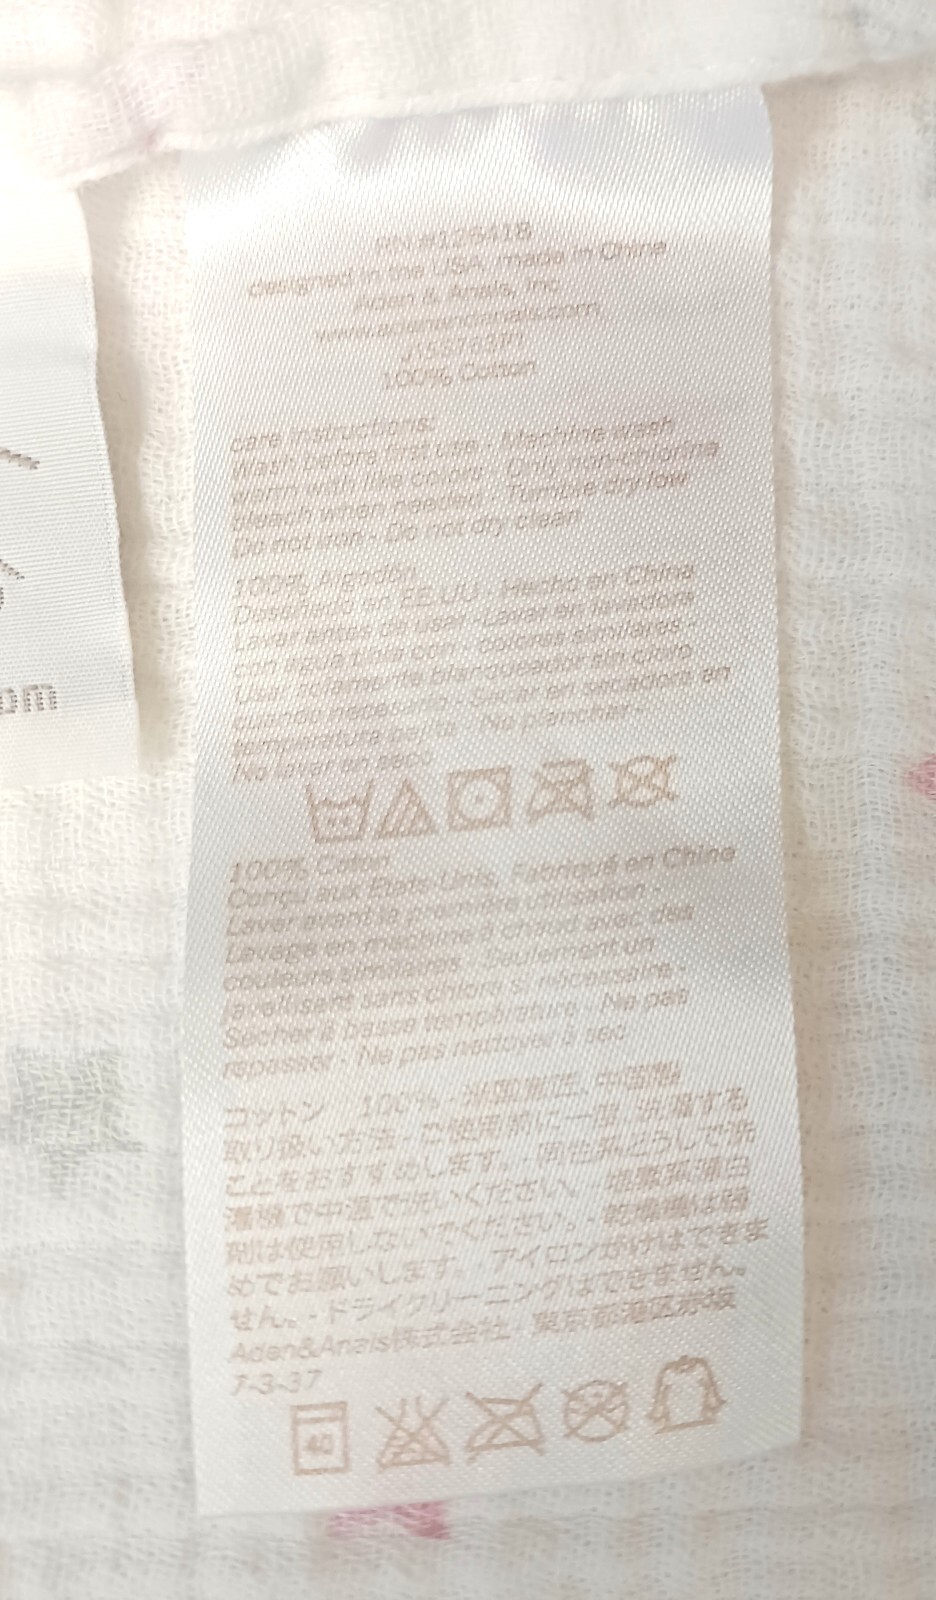 om
RN #128418
designed in the USA, made in China
Aden & Anais, Inc
www.adenandanais.com
100% Cotton
care instructions:
Wash before first use - Machine wash
warm with like colors - Only non-chlorine
bleach when needed - Tumble dry low
Do not iron - Do not dry clean
100% Algodón
Diseñado en EE.UU - Hecho en China
Lavar antes de usar - Lavar en lavadora
con agua tibia con - colores similares -
Use blanqueador sin cloro
cuando secar en secadora en
temperatura - No planchar -
No lavar en seco
100% Coton
Conçu aux Etats-Unis, Fabriqué en Chine
Laver avant la première utilisation -
Lavage en machine à chaud avec des
couleurs similaires - Seulement un
sans chlore si nécessaire -
Sécher à basse température - Ne pas
repasser - Ne pas nettoyer à sec
コットン 100% - 米国意匠、中国製
取り扱い方法 - ご使用前に一度 洗濯する
ことをおすすめします。 - 同色系どうしで洗
濯機で中温で洗いください。 塩素系漂白
剤は使用しないでください。 - 乾燥機は弱
めでお願いします。 - アイロンがけはできま
せん。 - ドライクリーニングはできません。
Aden&Anais株式会社 東京都港区赤坂
7-3-37
40